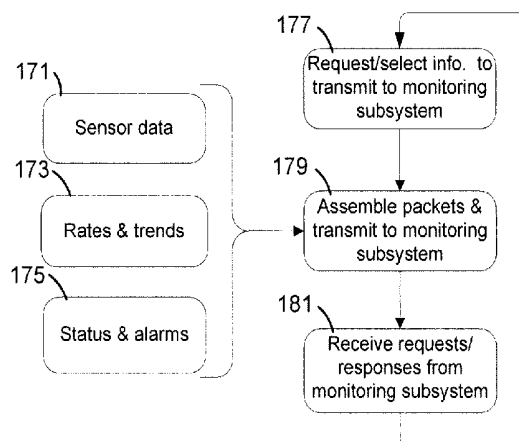 177
Request/select info. to
transmit to monitoring
subsystem
171
Sensor data
173
Rates & trends
175
Status & alarms
179
Assemble packets &
transmit to monitoring
subsystem
181
Receive requests/
responses from
monitoring subsystem